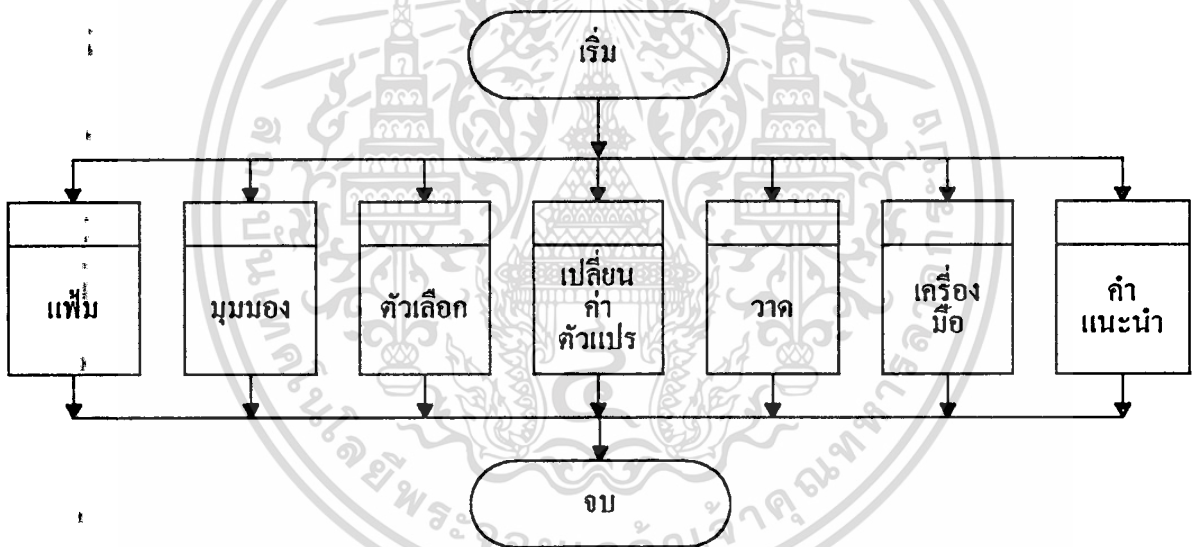 เริ่ม
แฟ้ม
มุมมอง
ตัวเลือก
เปลี่ยน
ค่า
ตัวแปร
วาด
เครื่อง
มือ
คำ
แนะนำ
จบ